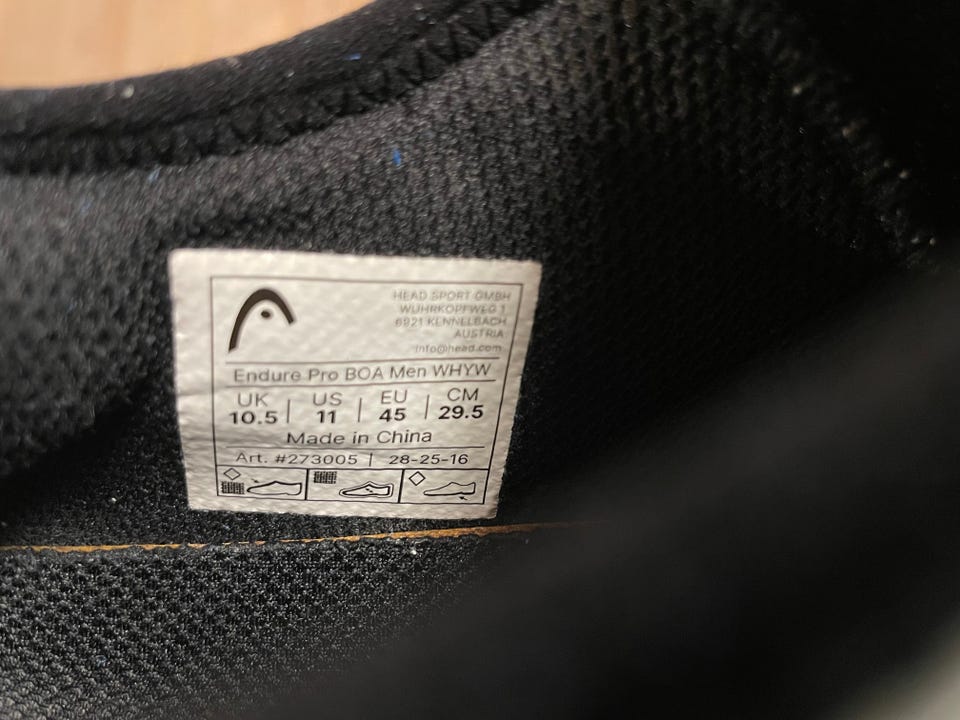 HEAD SPORT GMBH
WUHRKOPFWEG 1
6921 KENNELBACH
AUSTRIA
info@head.com
Endure Pro BOA Men WHYW
UK | US | EU | CM
10.5 | 11 | 45 | 29.5
Made in China
Art. #273005 | 28-25-16